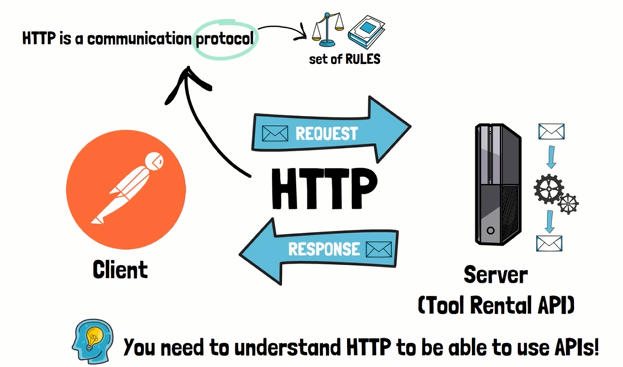 HTTP is a communication protocol
set of RULES
REQUEST
HTTP
RESPONSE
Client
Server
(Tool Rental API)
You need to understand HTTP to be able to use APIs!